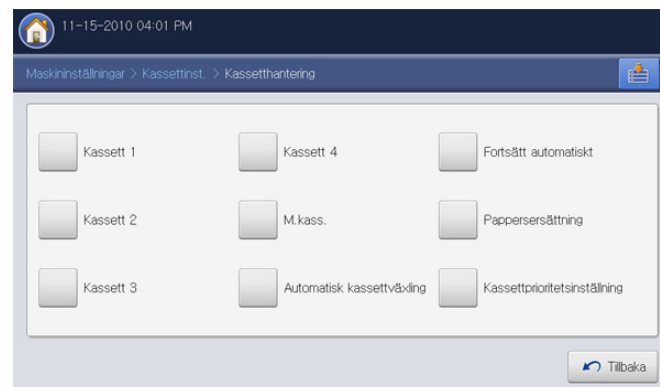 11-15-2010 04:01 PM
Maskininställningar > Kassettinst. > Kassetthantering
Kassett 1
Kassett 4
Fortsätt automatiskt
Kassett 2
M.kass.
Pappersersättning
Kassett 3
Automatisk kassettväxling
Kassettprioritetsinställning
Tillbaka